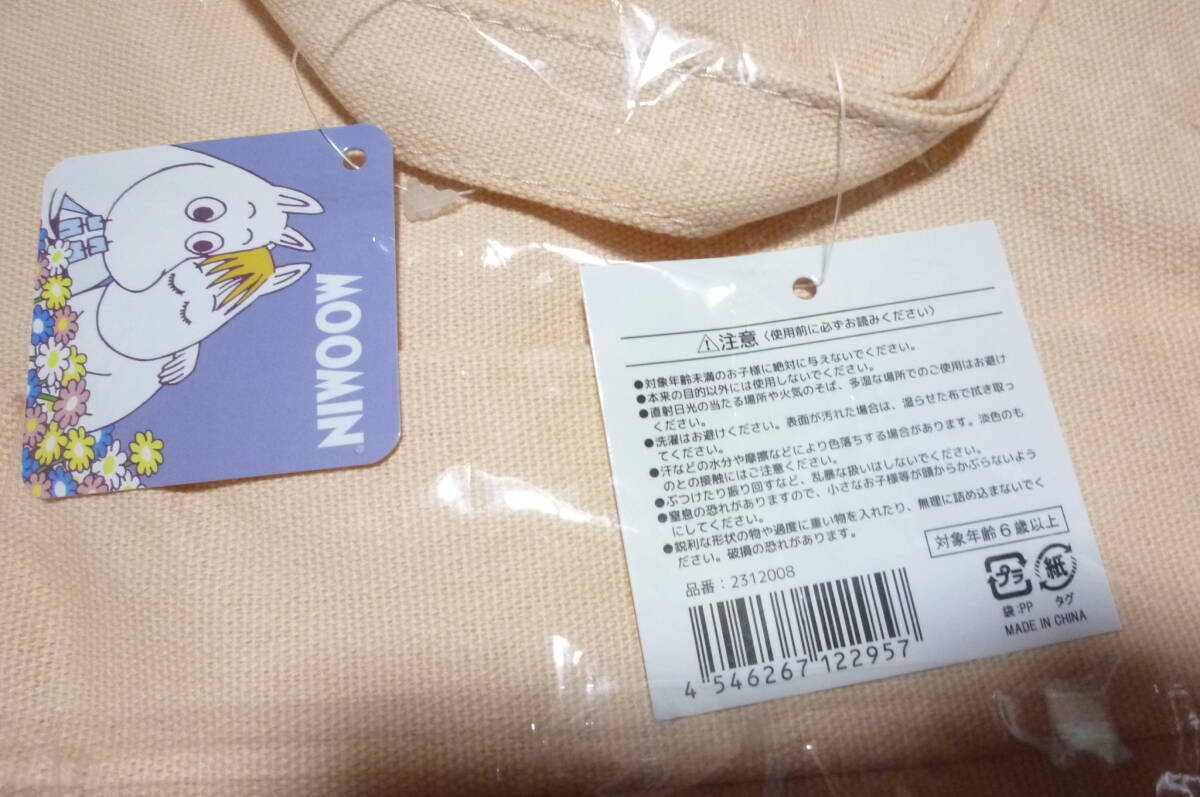 MOOMIN
®
⚠注意〈使用前に必ずお読みください〉
●対象年齢未満のお子様に絶対に与えないでください。
●本来の目的以外には使用しないでください。
●直射日光の当たる場所や火気のそば、多湿な場所でのご使用はお避け
ください。
●洗濯はお避けください。表面が汚れた場合は、湿らせた布で拭き取っ
てください。
●汗などの水分や摩擦などにより色落ちする場合があります。淡色のも
のとの接触にはご注意ください。
●ぶつけたり振り回すなど、乱暴な扱いはしないでください。
●窒息の恐れがありますので、小さなお子様等が頭からかぶらないよう
にしてください。
●鋭利な形状の物や過度に重い物を入れたり、無理に詰め込まないでく
ださい。破損の恐れがあります。
対象年齢6歳以上
品番：2312008
プラ
紙
袋:PP
タグ
MADE IN CHINA
4 546267 122957